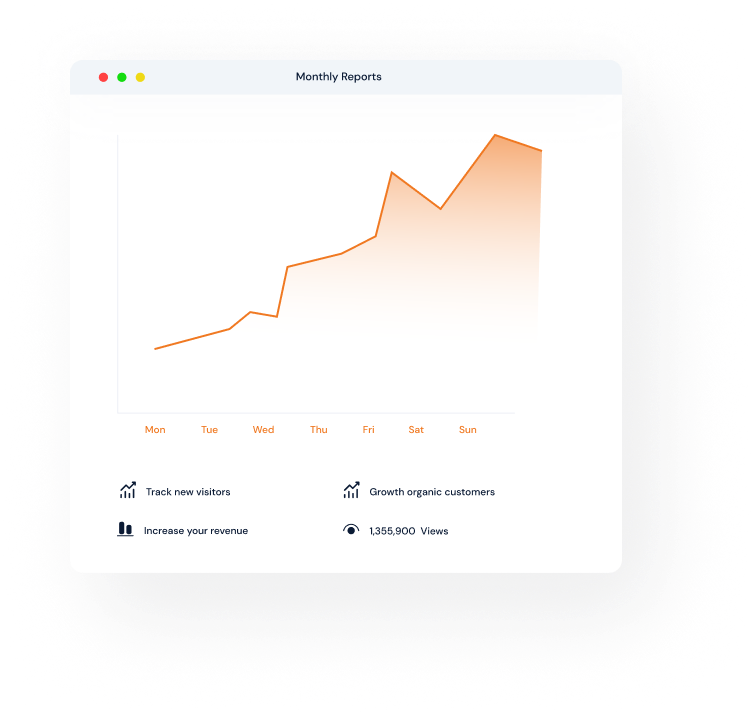 Monthly Reports
Mon Tue Wed Thu Fri Sat Sun
Track new visitors
Growth organic customers
Increase your revenue
1,355,900 Views